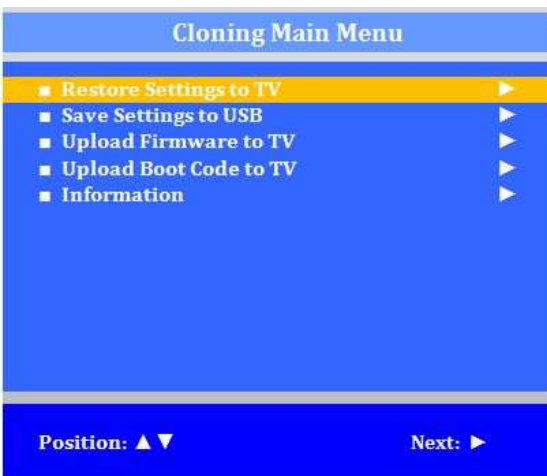 Cloning Main Menu
■ Restore Settings to TV ▶
■ Save Settings to USB ▶
■ Upload Firmware to TV ▶
■ Upload Boot Code to TV ▶
■ Information ▶
Position: ▲▼ Next: ▶